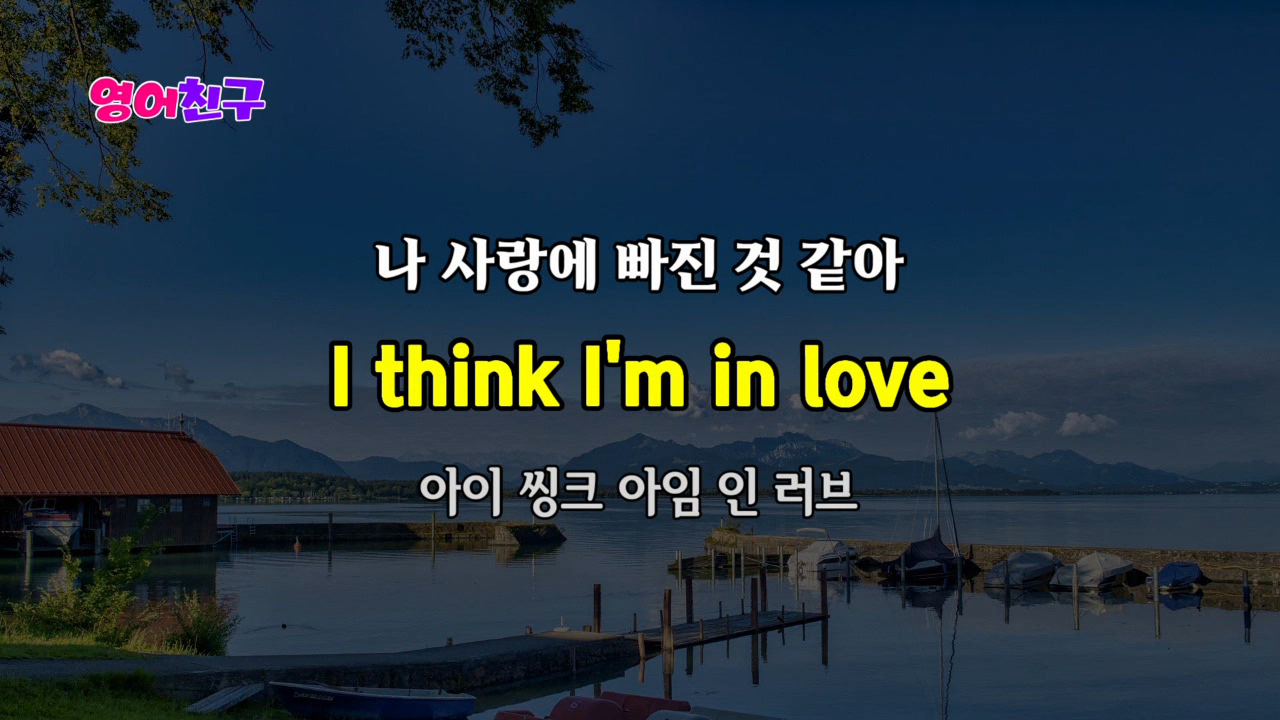 영어친구
나 사랑에 빠진 것 같아
I think I'm in love
아이 씽크 아임 인 러브